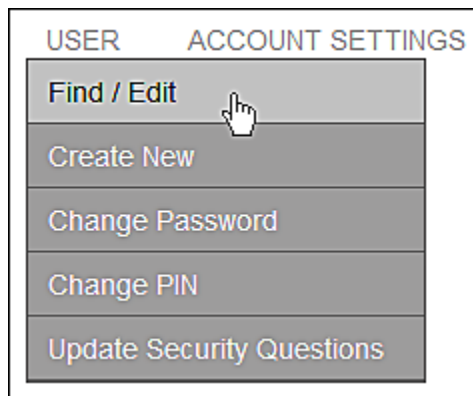 USER ACCOUNT SETTINGS
Find / Edit
Create New
Change Password
Change PIN
Update Security Questions